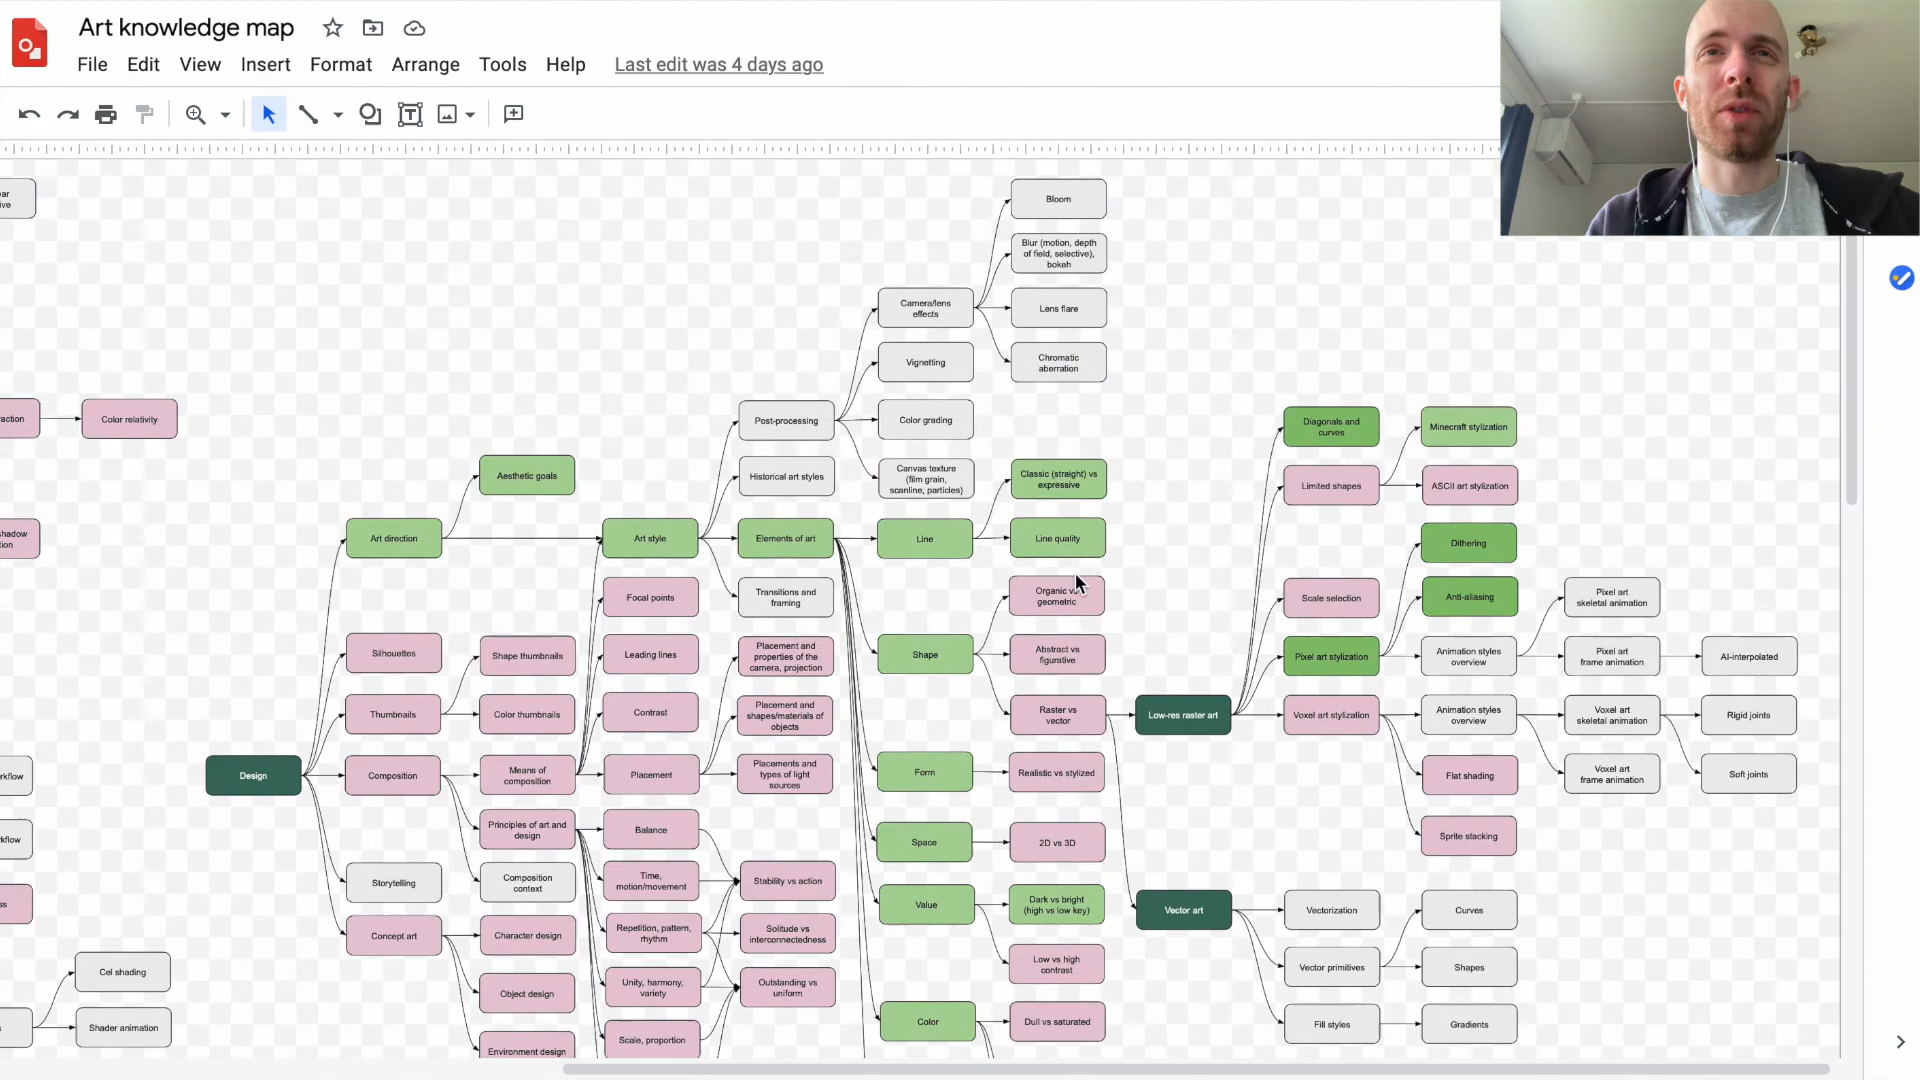 Art knowledge map
File Edit View Insert Format Arrange Tools Help Last edit was 4 days ago
Bloom
Blur (motion, depth
of field, selective),
bokeh
Camera/lens
effects
Lens flare
Vignetting
Chromatic
aberration
Color relativity
Post-processing
Color grading
Diagonals and
curves
Minecraft stylization
Aesthetic goals
Historical art styles
Canvas texture
(film grain,
scanline, particles)
Classic (straight) vs
expressive
Limited shapes
ASCII art stylization
Art direction
Art style
Elements of art
Line
Line quality
Dithering
Focal points
Transitions and
framing
Organic vs
geometric
Scale selection
Anti-aliasing
Pixel art
skeletal animation
Silhouettes
Shape thumbnails
Leading lines
Placement and
properties of the
camera, projection
Shape
Abstract vs
figurative
Pixel art stylization
Animation styles
overview
Pixel art
frame animation
AI-interpolated
Thumbnails
Color thumbnails
Contrast
Placement and
shapes/materials of
objects
Raster vs
vector
Low-res raster art
Voxel art stylization
Animation styles
overview
Voxel art
skeletal animation
Rigid joints
Design
Composition
Means of
composition
Placement
Placements and
types of light
sources
Form
Realistic vs stylized
Flat shading
Voxel art
frame animation
Soft joints
Principles of art and
design
Balance
Space
2D vs 3D
Sprite stacking
Storytelling
Composition
context
Time,
motion/movement
Stability vs action
Value
Dark vs bright
(high vs low key)
Vector art
Vectorization
Curves
Concept art
Character design
Repetition, pattern,
rhythm
Solitude vs
interconnectedness
Low vs high
contrast
Vector primitives
Shapes
Cel shading
Object design
Unity, harmony,
variety
Outstanding vs
uniform
Color
Dull vs saturated
Fill styles
Gradients
Shader animation
Environment design
Scale, proportion